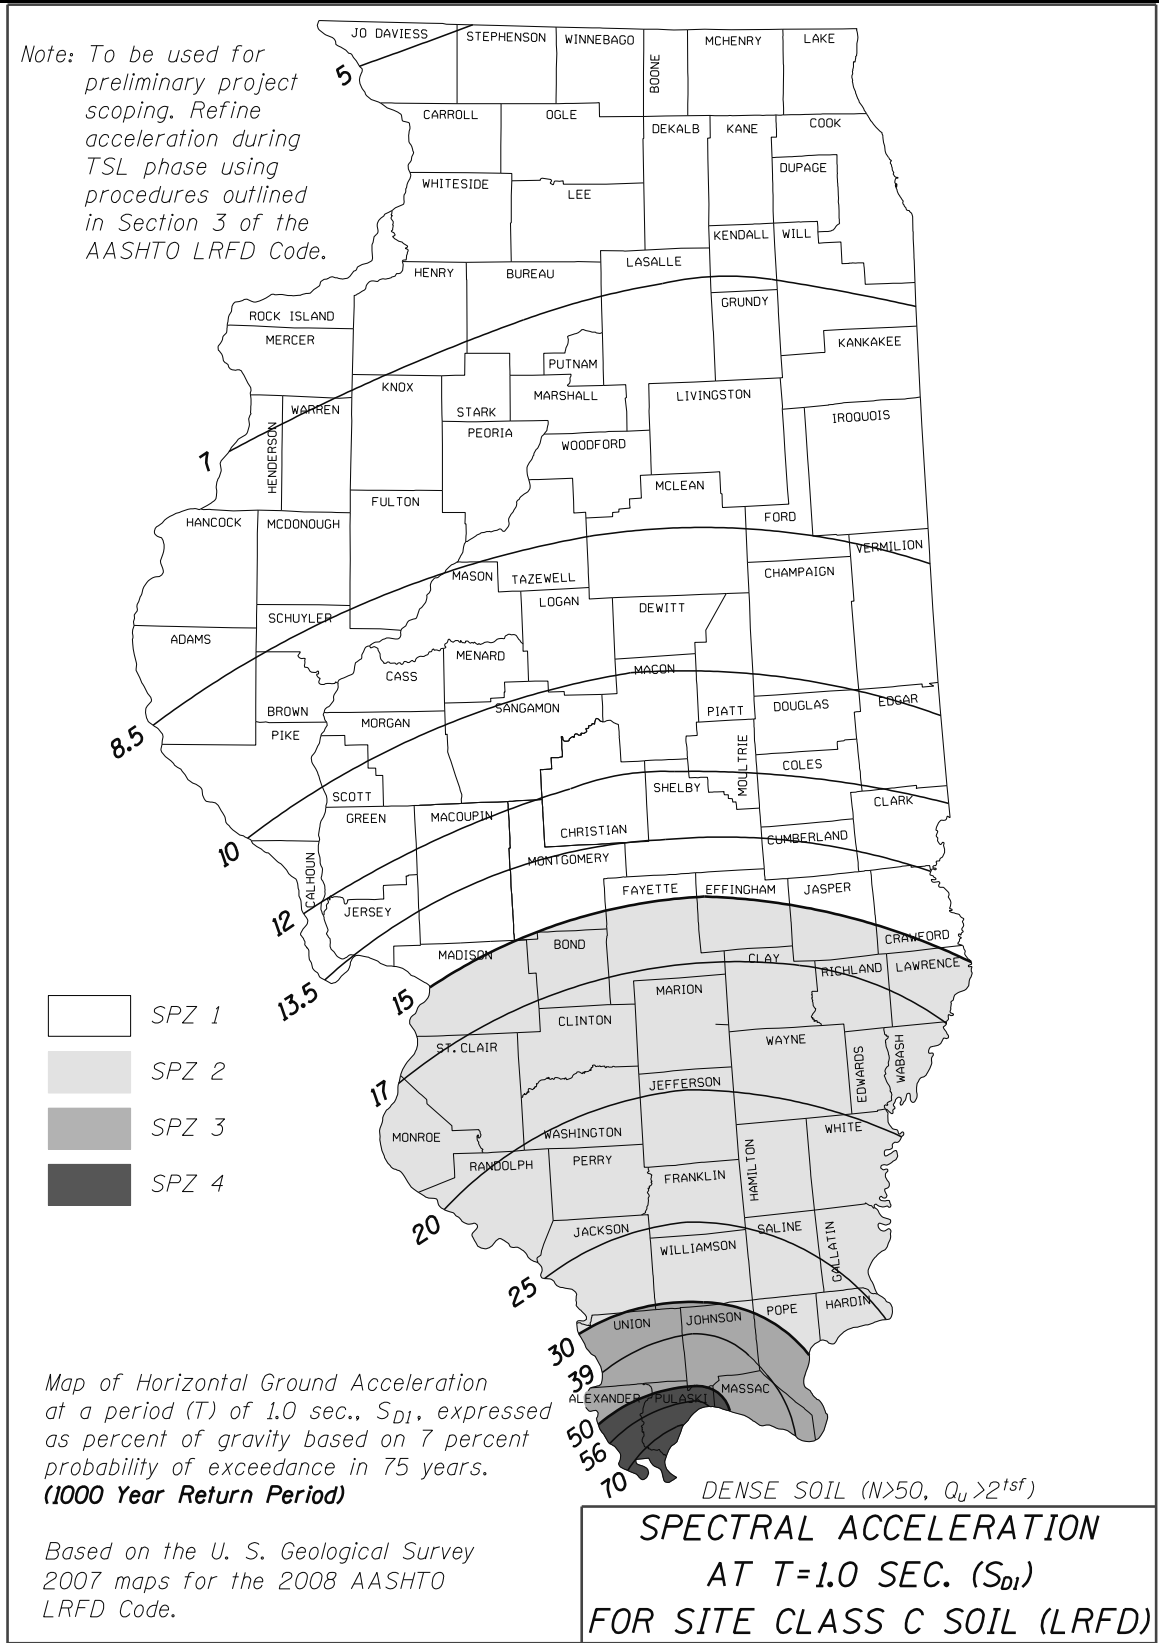 Note: To be used for
preliminary project
scoping. Refine
acceleration during
TSL phase using
procedures outlined
in Section 3 of the
AASHTO LRFD Code.
JO DAVIESS
STEPHENSON
WINNEBAGO
BOONE
MCHENRY
LAKE
5
CARROLL
OGLE
DEKALB
KANE
COOK
DUPAGE
WHITESIDE
LEE
KENDALL
WILL
HENRY
BUREAU
LASALLE
ROCK ISLAND
GRUNDY
MERCER
KANKAKEE
PUTNAM
KNOX
STARK
MARSHALL
LIVINGSTON
WARREN
HENDERSON
PEORIA
WOODFORD
IROQUOIS
7
MCLEAN
FULTON
HANCOCK
MCDONOUGH
FORD
VERMILION
MASON
TAZEWELL
CHAMPAIGN
LOGAN
DEWITT
SCHUYLER
ADAMS
MENARD
CASS
MACON
BROWN
SANGAMON
PIATT
DOUGLAS
EDGAR
MORGAN
8.5
PIKE
MOULTRIE
COLES
SCOTT
SHELBY
CLARK
GREEN
MACOUPIN
CHRISTIAN
CUMBERLAND
10
CALHOUN
MONTGOMERY
FAYETTE
EFFINGHAM
JASPER
12
JERSEY
CRAWFORD
BOND
MADISON
CLAY
RICHLAND
LAWRENCE
13.5
15
MARION
CLINTON
SPZ 1
SPZ 2
SPZ 3
SPZ 4
ST. CLAIR
WAYNE
EDWARDS
WABASH
17
JEFFERSON
MONROE
WASHINGTON
WHITE
RANDOLPH
PERRY
FRANKLIN
HAMILTON
20
JACKSON
WILLIAMSON
SALINE
GALLATIN
25
UNION
JOHNSON
POPE
HARDIN
30
39
ALEXANDER
PULASKI
MASSAC
50
56
70
Map of Horizontal Ground Acceleration
at a period (T) of 1.0 sec., SD1, expressed
as percent of gravity based on 7 percent
probability of exceedance in 75 years.
(1000 Year Return Period)
Based on the U. S. Geological Survey
2007 maps for the 2008 AASHTO
LRFD Code.
DENSE SOIL (N>50, Qu >2tsf)
SPECTRAL ACCELERATION
AT T=1.0 SEC. (SD1)
FOR SITE CLASS C SOIL (LRFD)